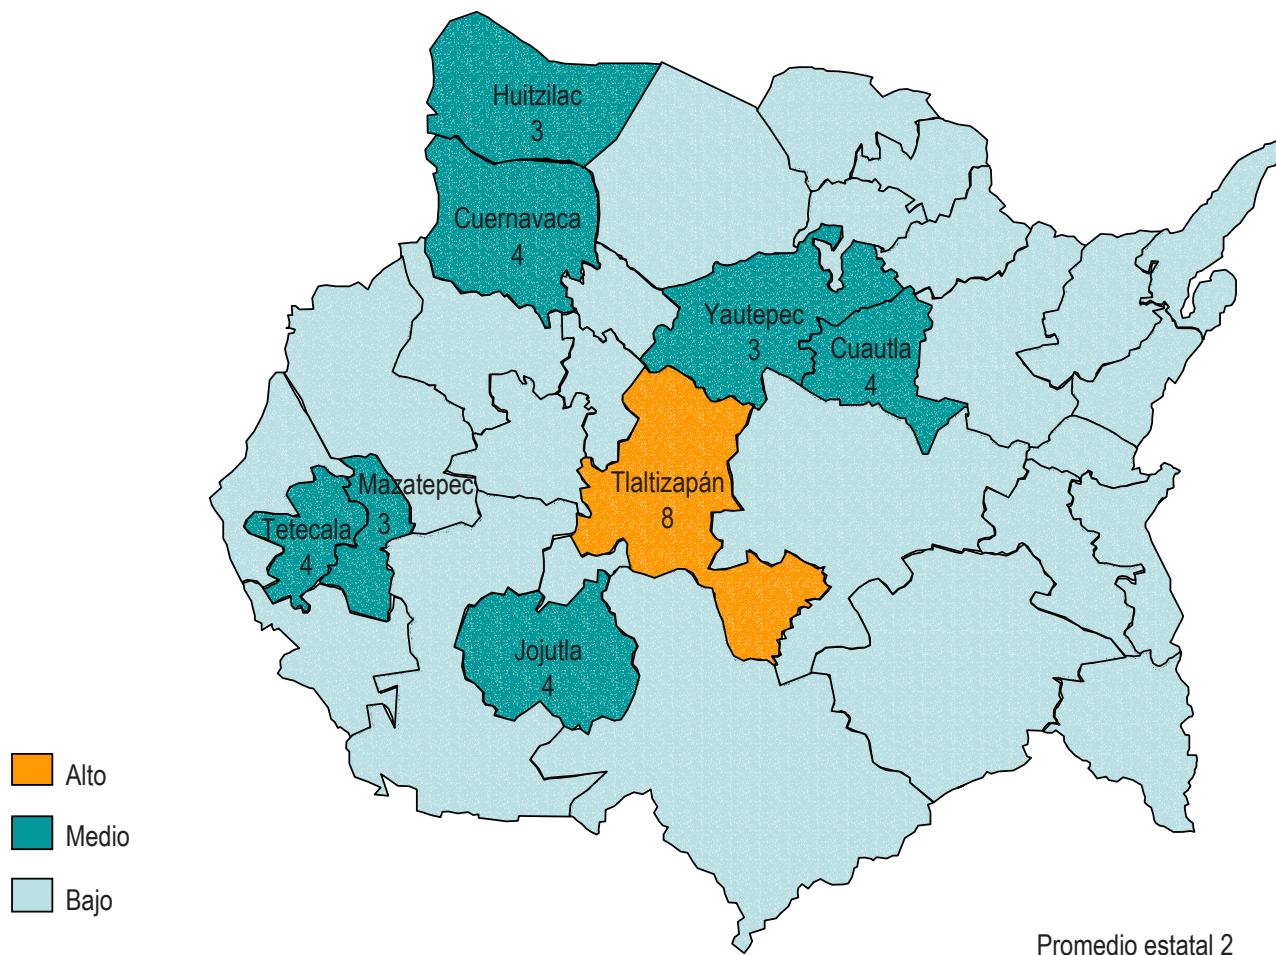 Huitzilac
3
Cuernavaca
4
Yautepec
3
Cuautla
4
Tlaltizapán
8
Mazatepec
3
Tetecala
4
Jojutla
4
Alto
Medio
Bajo
Promedio estatal 2